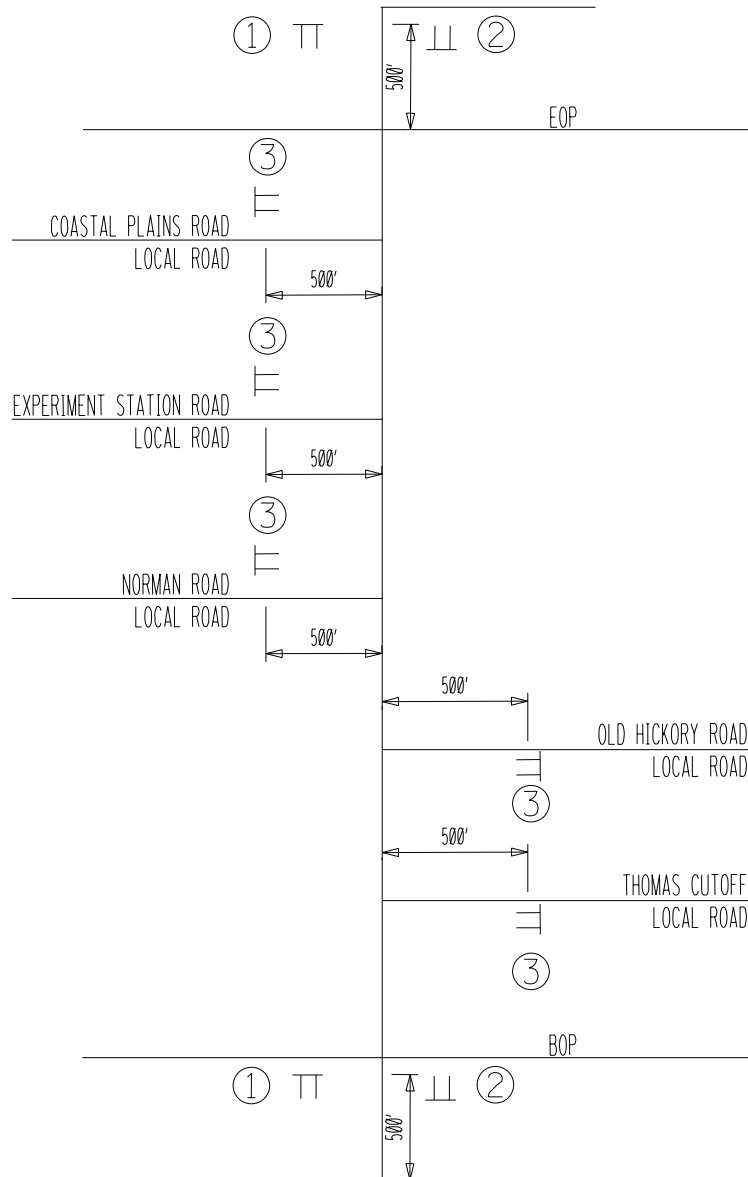 1
2
500'
EOP
3
COASTAL PLAINS ROAD
LOCAL ROAD
500'
3
EXPERIMENT STATION ROAD
LOCAL ROAD
500'
3
NORMAN ROAD
LOCAL ROAD
500'
500'
OLD HICKORY ROAD
LOCAL ROAD
3
500'
THOMAS CUTOFF
LOCAL ROAD
3
BOP
1
2
500'